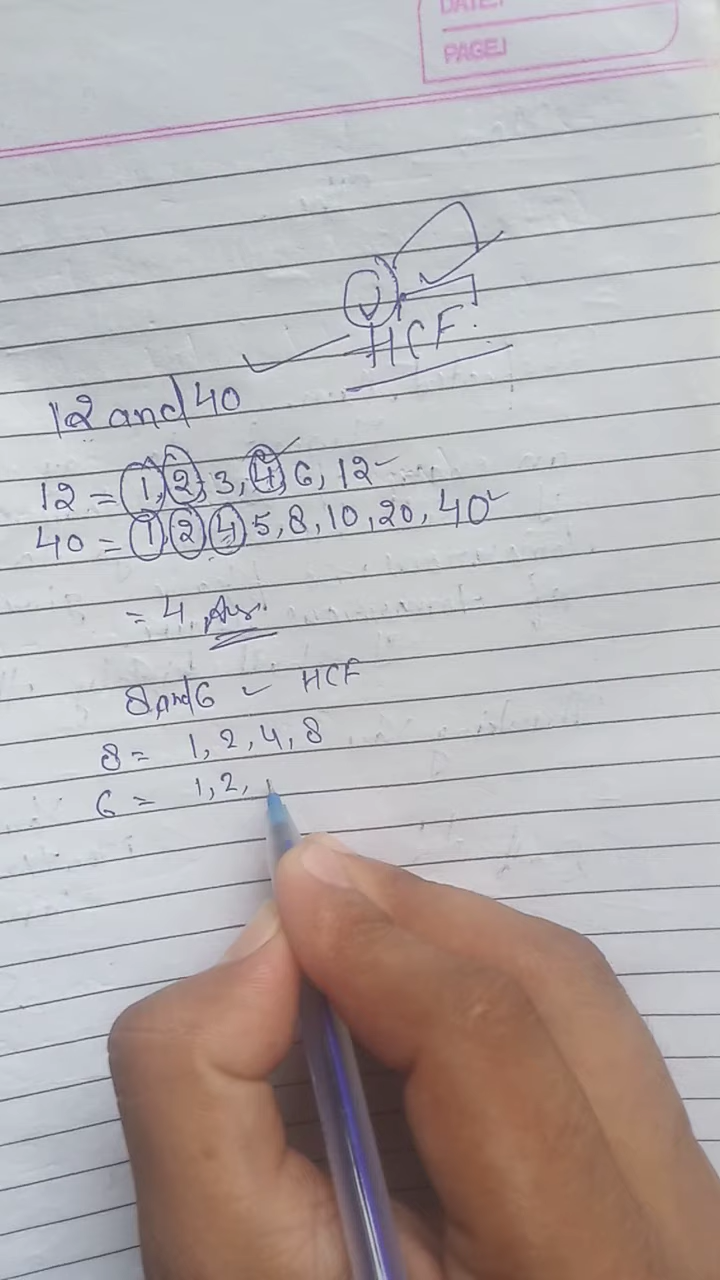 DATE:
PAGE:
HCF.
12 and 40
12 = 1, 2, 3, 4, 6, 12
40 = 1, 2, 4, 5, 8, 10, 20, 40
= 4 Ans.
8 and 6 - HCF
8 = 1, 2, 4, 8
6 = 1, 2,